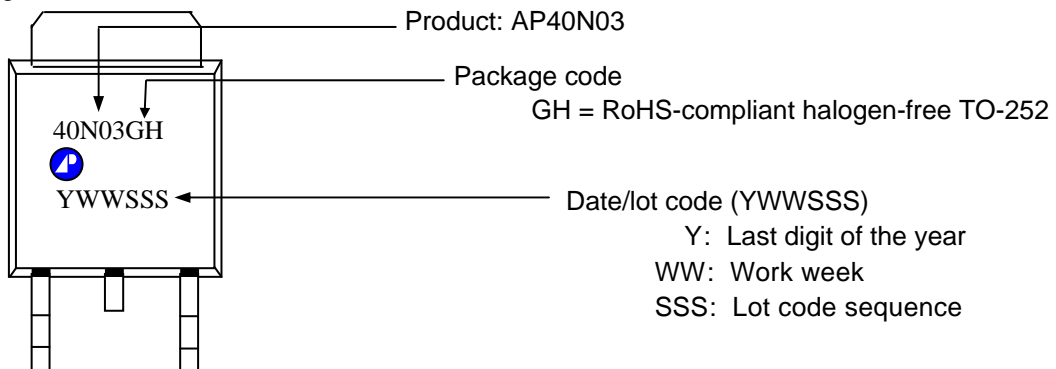 Product: AP40N03
Package code
GH = RoHS-compliant halogen-free TO-252
40N03GH
YWWSSS
Date/lot code (YWWSSS)
Y: Last digit of the year
WW: Work week
SSS: Lot code sequence